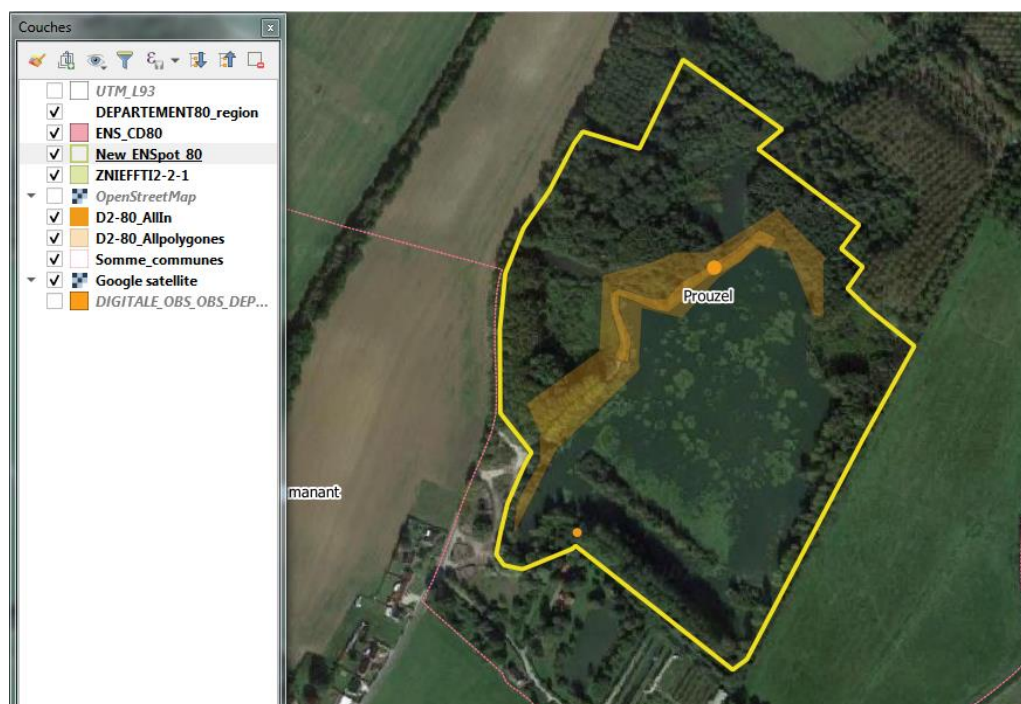 Couches
UTM_L93
DEPARTEMENT80_region
ENS_CD80
New_ENSpot_80
ZNIEFFTI2-2-1
OpenStreetMap
D2-80_AllIn
D2-80_Allpolygones
Somme_communes
Google satellite
DIGITALE_OBS_OBS_DEP...
Prouzel
manant